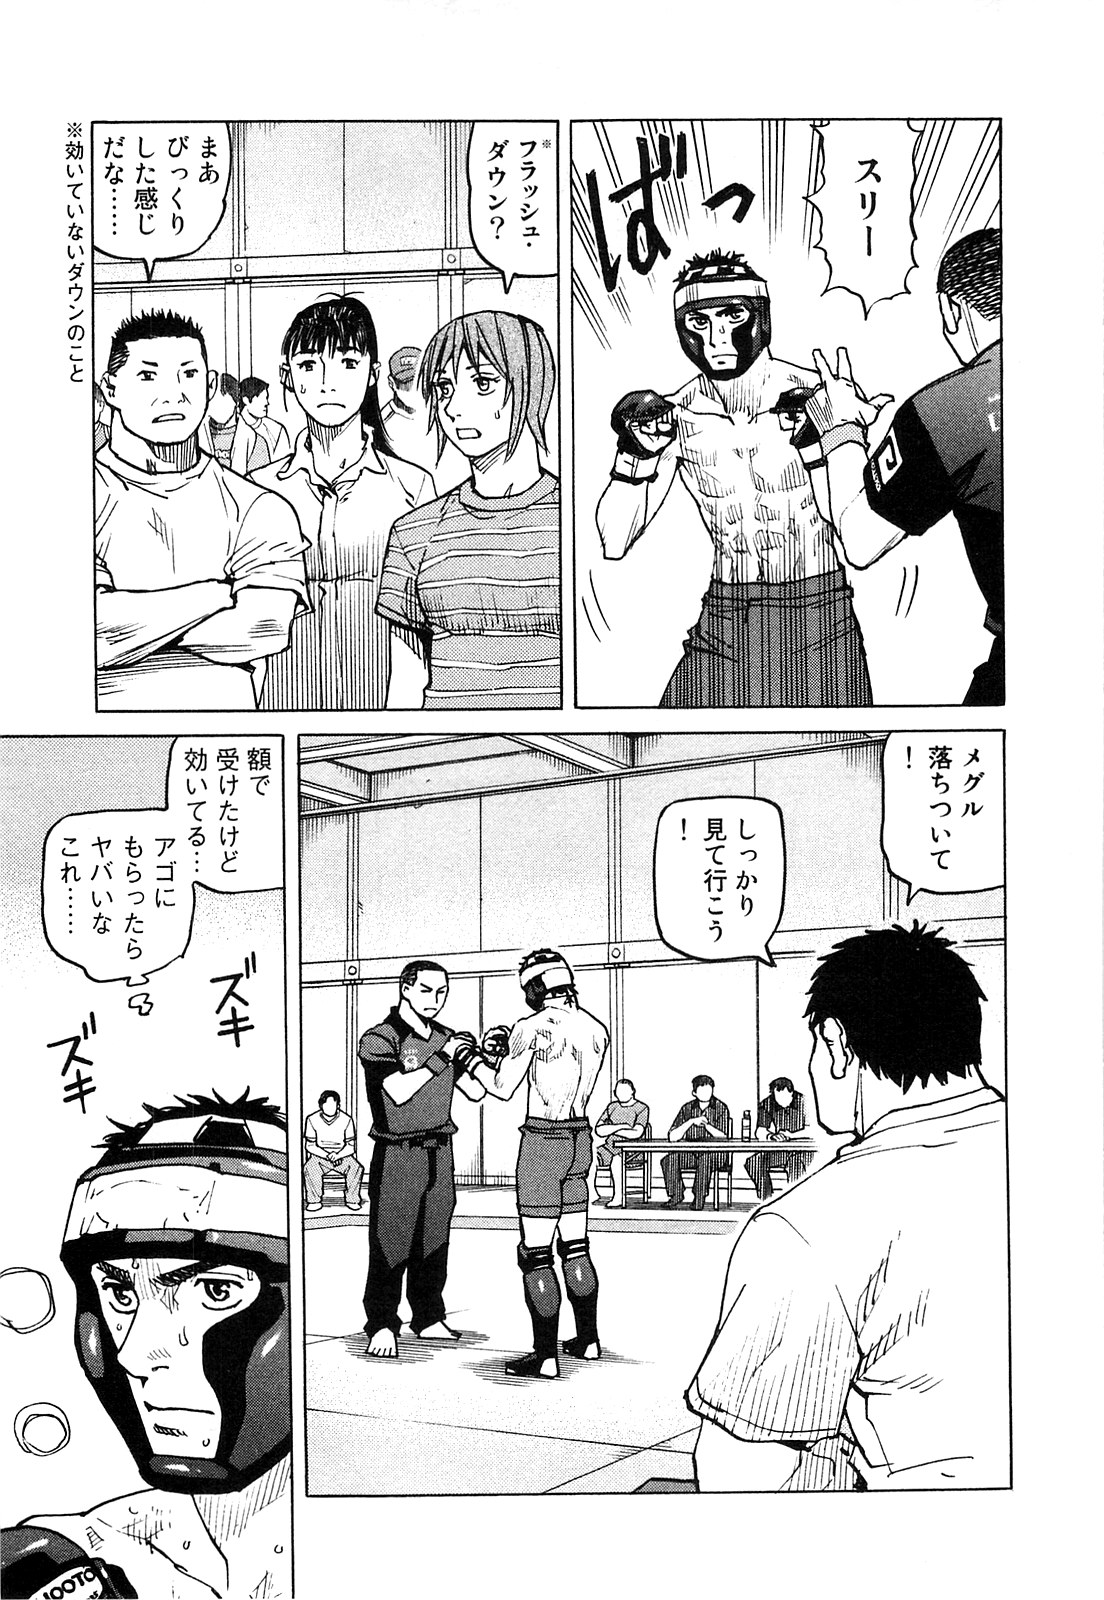 スリー
ばっ
※
フラッシュ・
ダウン?
まあ
びっくり
した感じ
だな……
※効いていないダウンのこと
メグル
落ちついて
!
しっかり
見て行こう
!
額で
受けたけど
効いてる…
アゴに
もらったら
ヤバいな
これ……
ズキ
ズキ
HOOTO